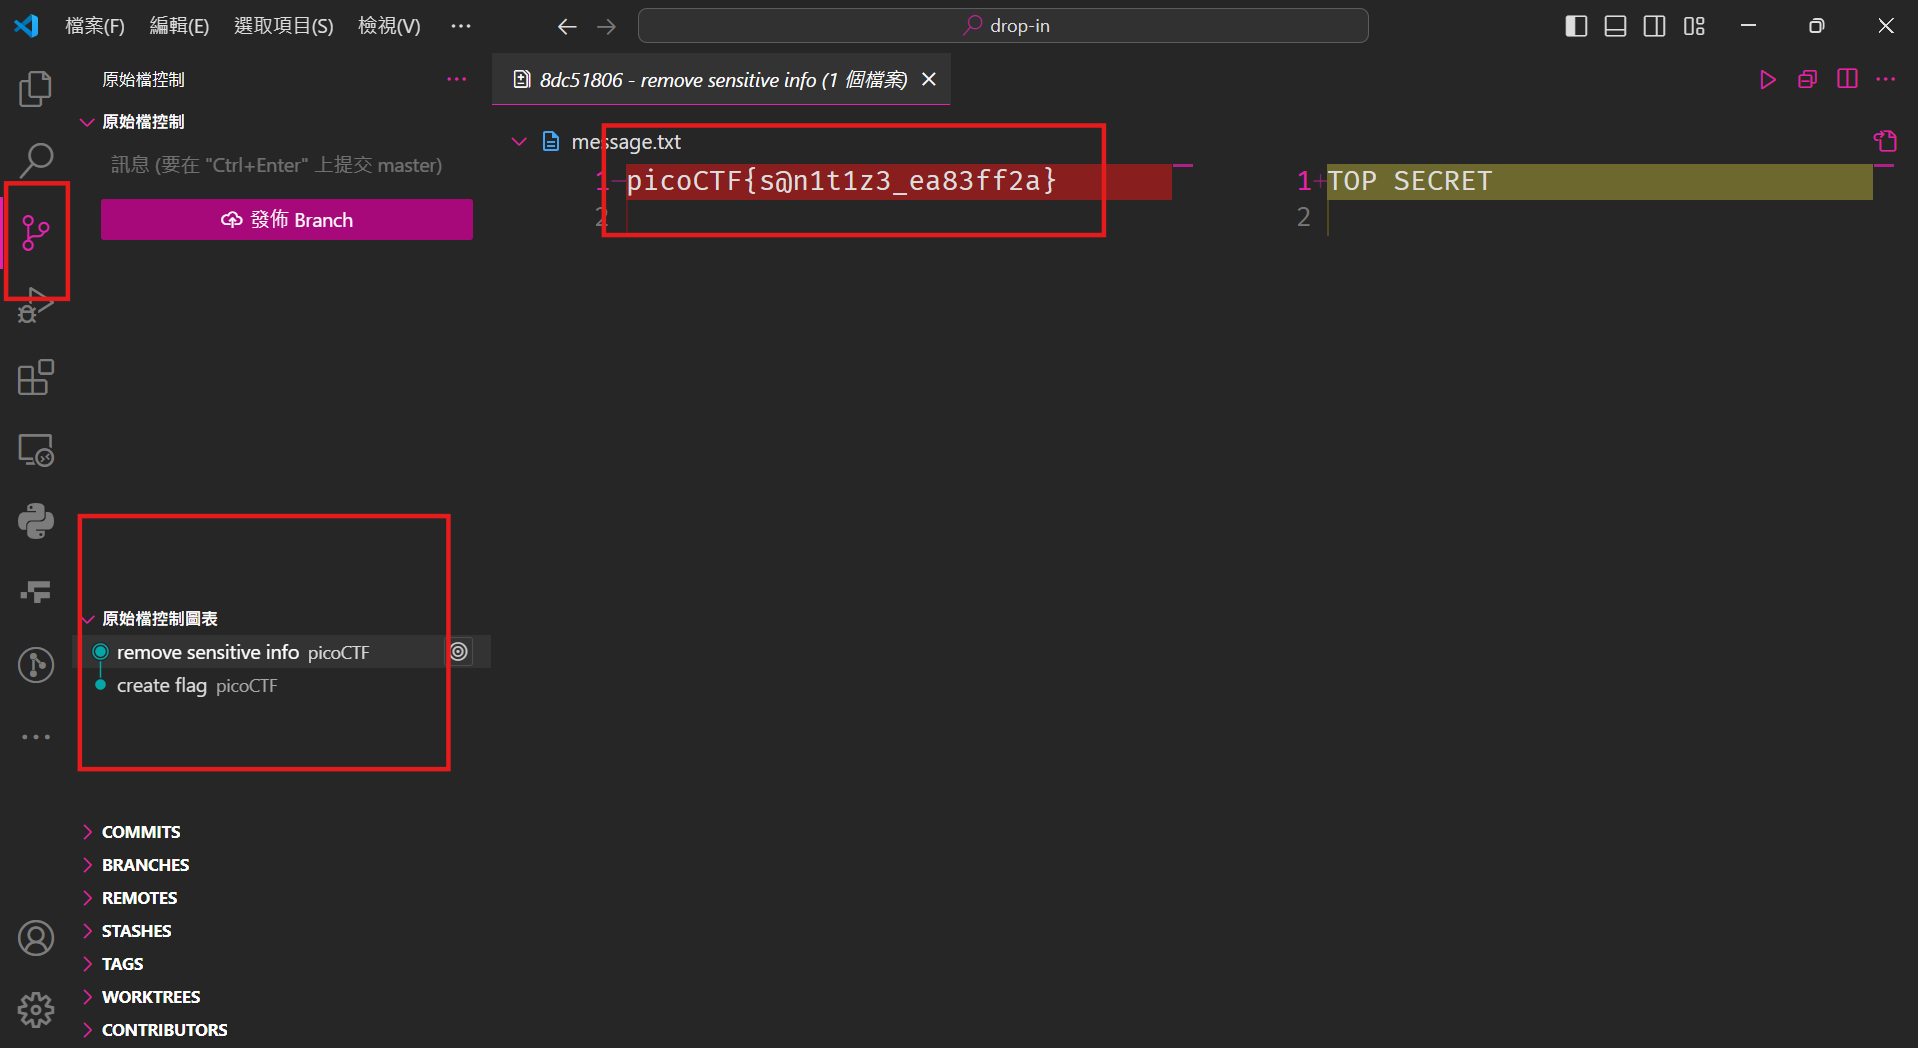 檔案(F) 編輯(E) 選取項目(S) 檢視(V) ··· drop-in
原始檔控制
原始檔控制
訊息 (要在 "Ctrl+Enter" 上提交 master)
發佈 Branch
原始檔控制圖表
remove sensitive info picoCTF
create flag picoCTF
COMMITS
BRANCHES
REMOTES
STASHES
TAGS
WORKTREES
CONTRIBUTORS
8dc51806 - remove sensitive info (1 個檔案)
message.txt
1 − picoCTF{s@n1t1z3_ea83ff2a}
2
1 + TOP SECRET
2